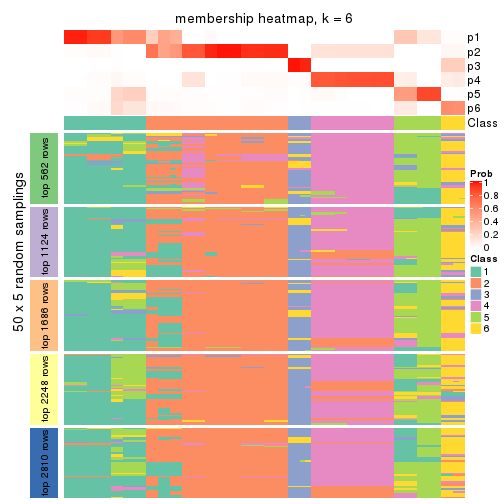 membership heatmap, k = 6
p1
p2
p3
p4
p5
p6
Class
50 x 5 random samplings
top 562 rows
top 1124 rows
top 1686 rows
top 2248 rows
top 2810 rows
Prob
1
0.8
0.6
0.4
0.2
0
Class
1
2
3
4
5
6